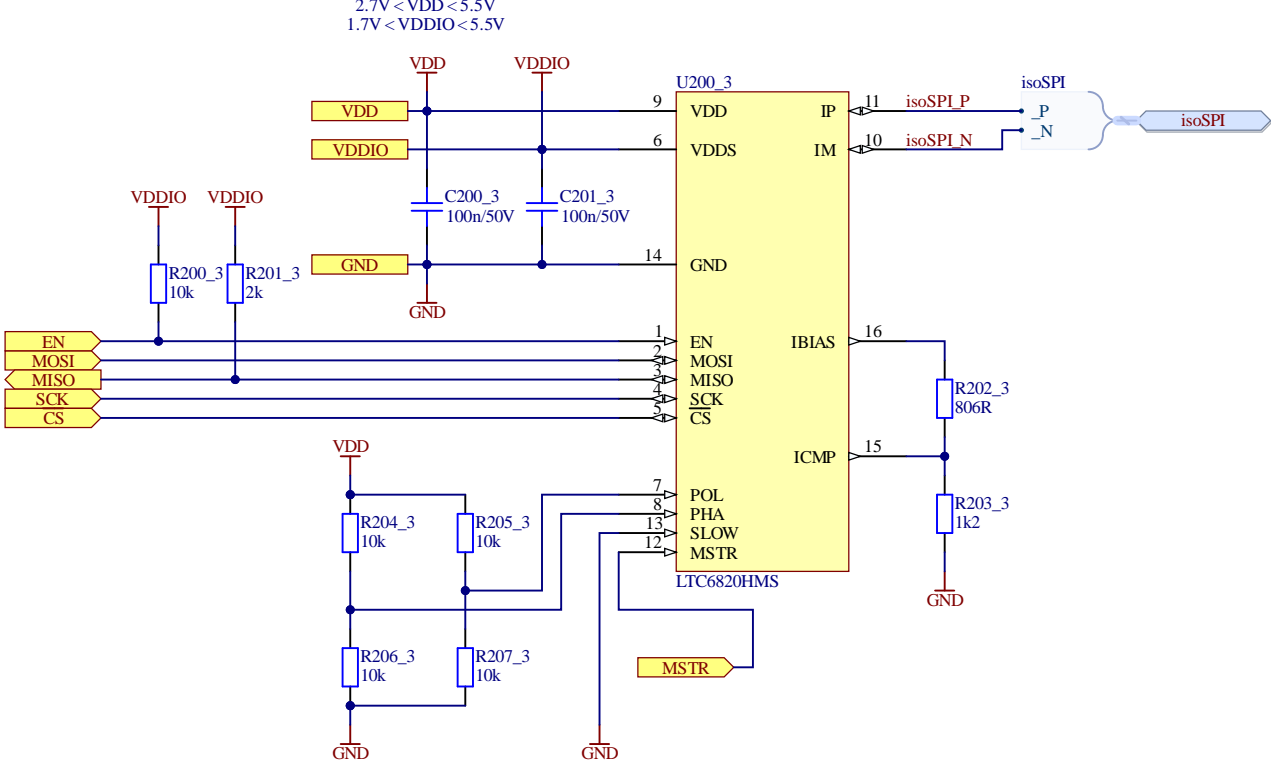 2.7V<VDD<5.5V
1.7V<VDDIO<5.5V
VDD
VDDIO
U200_3
isoSPI
VDD
9
VDD
IP
11
isoSPI_P
_P
isoSPI
VDDIO
6
VDDS
IM
10
isoSPI_N
_N
VDDIO
VDDIO
C200_3
100n/50V
C201_3
100n/50V
GND
14
GND
R200_3
10k
R201_3
2k
GND
EN
1
EN
IBIAS
16
MOSI
2
MOSI
MISO
3
MISO
SCK
4
SCK
CS
5
CS
R202_3
806R
VDD
ICMP
15
7
POL
8
PHA
13
SLOW
12
MSTR
R203_3
1k2
R204_3
10k
R205_3
10k
LTC6820HMS
GND
R206_3
10k
R207_3
10k
MSTR
GND
GND